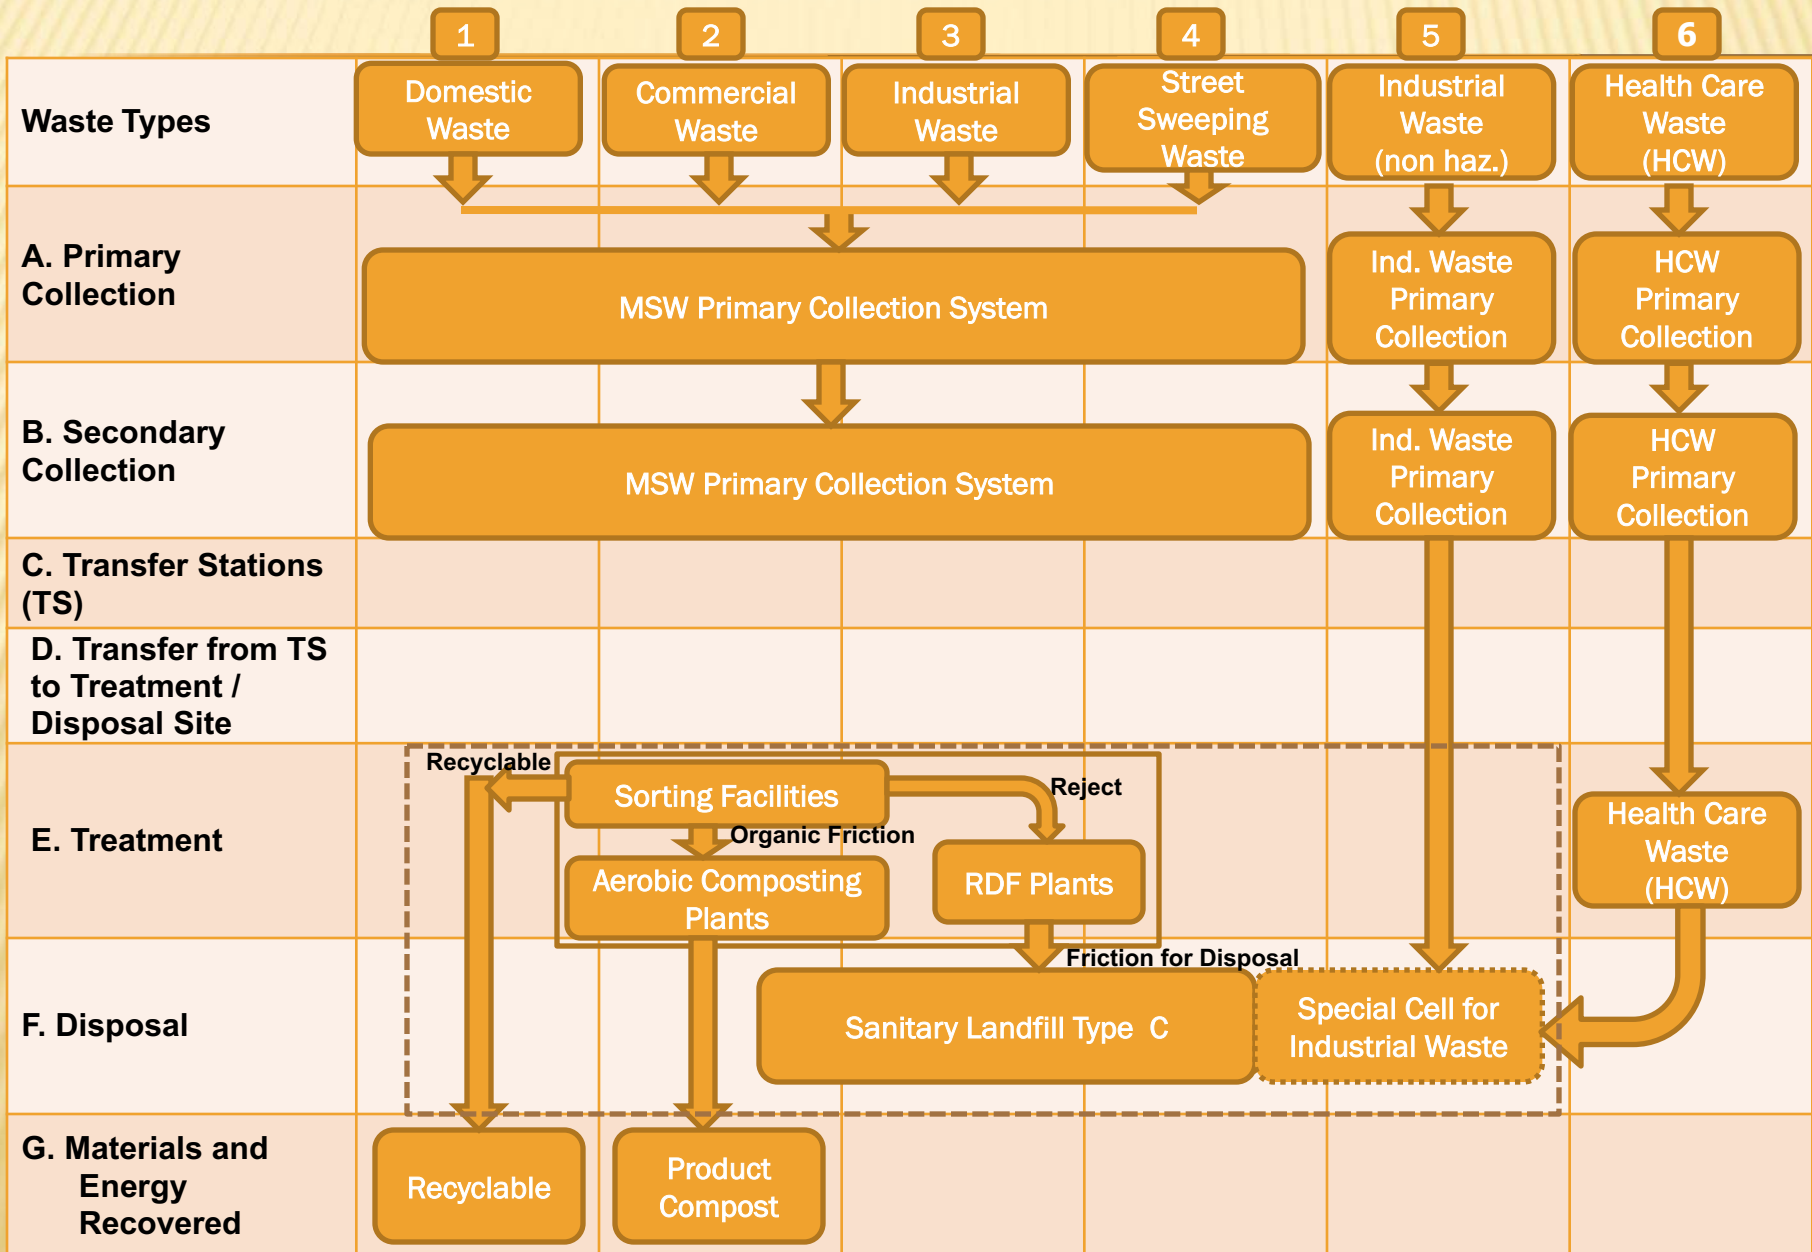 1
2
3
4
5
6
Waste Types
Domestic
Waste
Commercial
Waste
Industrial
Waste
Street
Sweeping
Waste
Industrial
Waste
(non haz.)
Health Care
Waste
(HCW)
A. Primary
Collection
MSW Primary Collection System
Ind. Waste
Primary
Collection
HCW
Primary
Collection
B. Secondary
Collection
MSW Primary Collection System
Ind. Waste
Primary
Collection
HCW
Primary
Collection
C. Transfer Stations
(TS)
D. Transfer from TS
to Treatment /
Disposal Site
E. Treatment
Recyclable
Sorting Facilities
Reject
Organic Friction
Aerobic Composting
Plants
RDF Plants
Health Care
Waste
(HCW)
F. Disposal
Friction for Disposal
Sanitary Landfill Type C
Special Cell for
Industrial Waste
G. Materials and
Energy
Recovered
Recyclable
Product
Compost